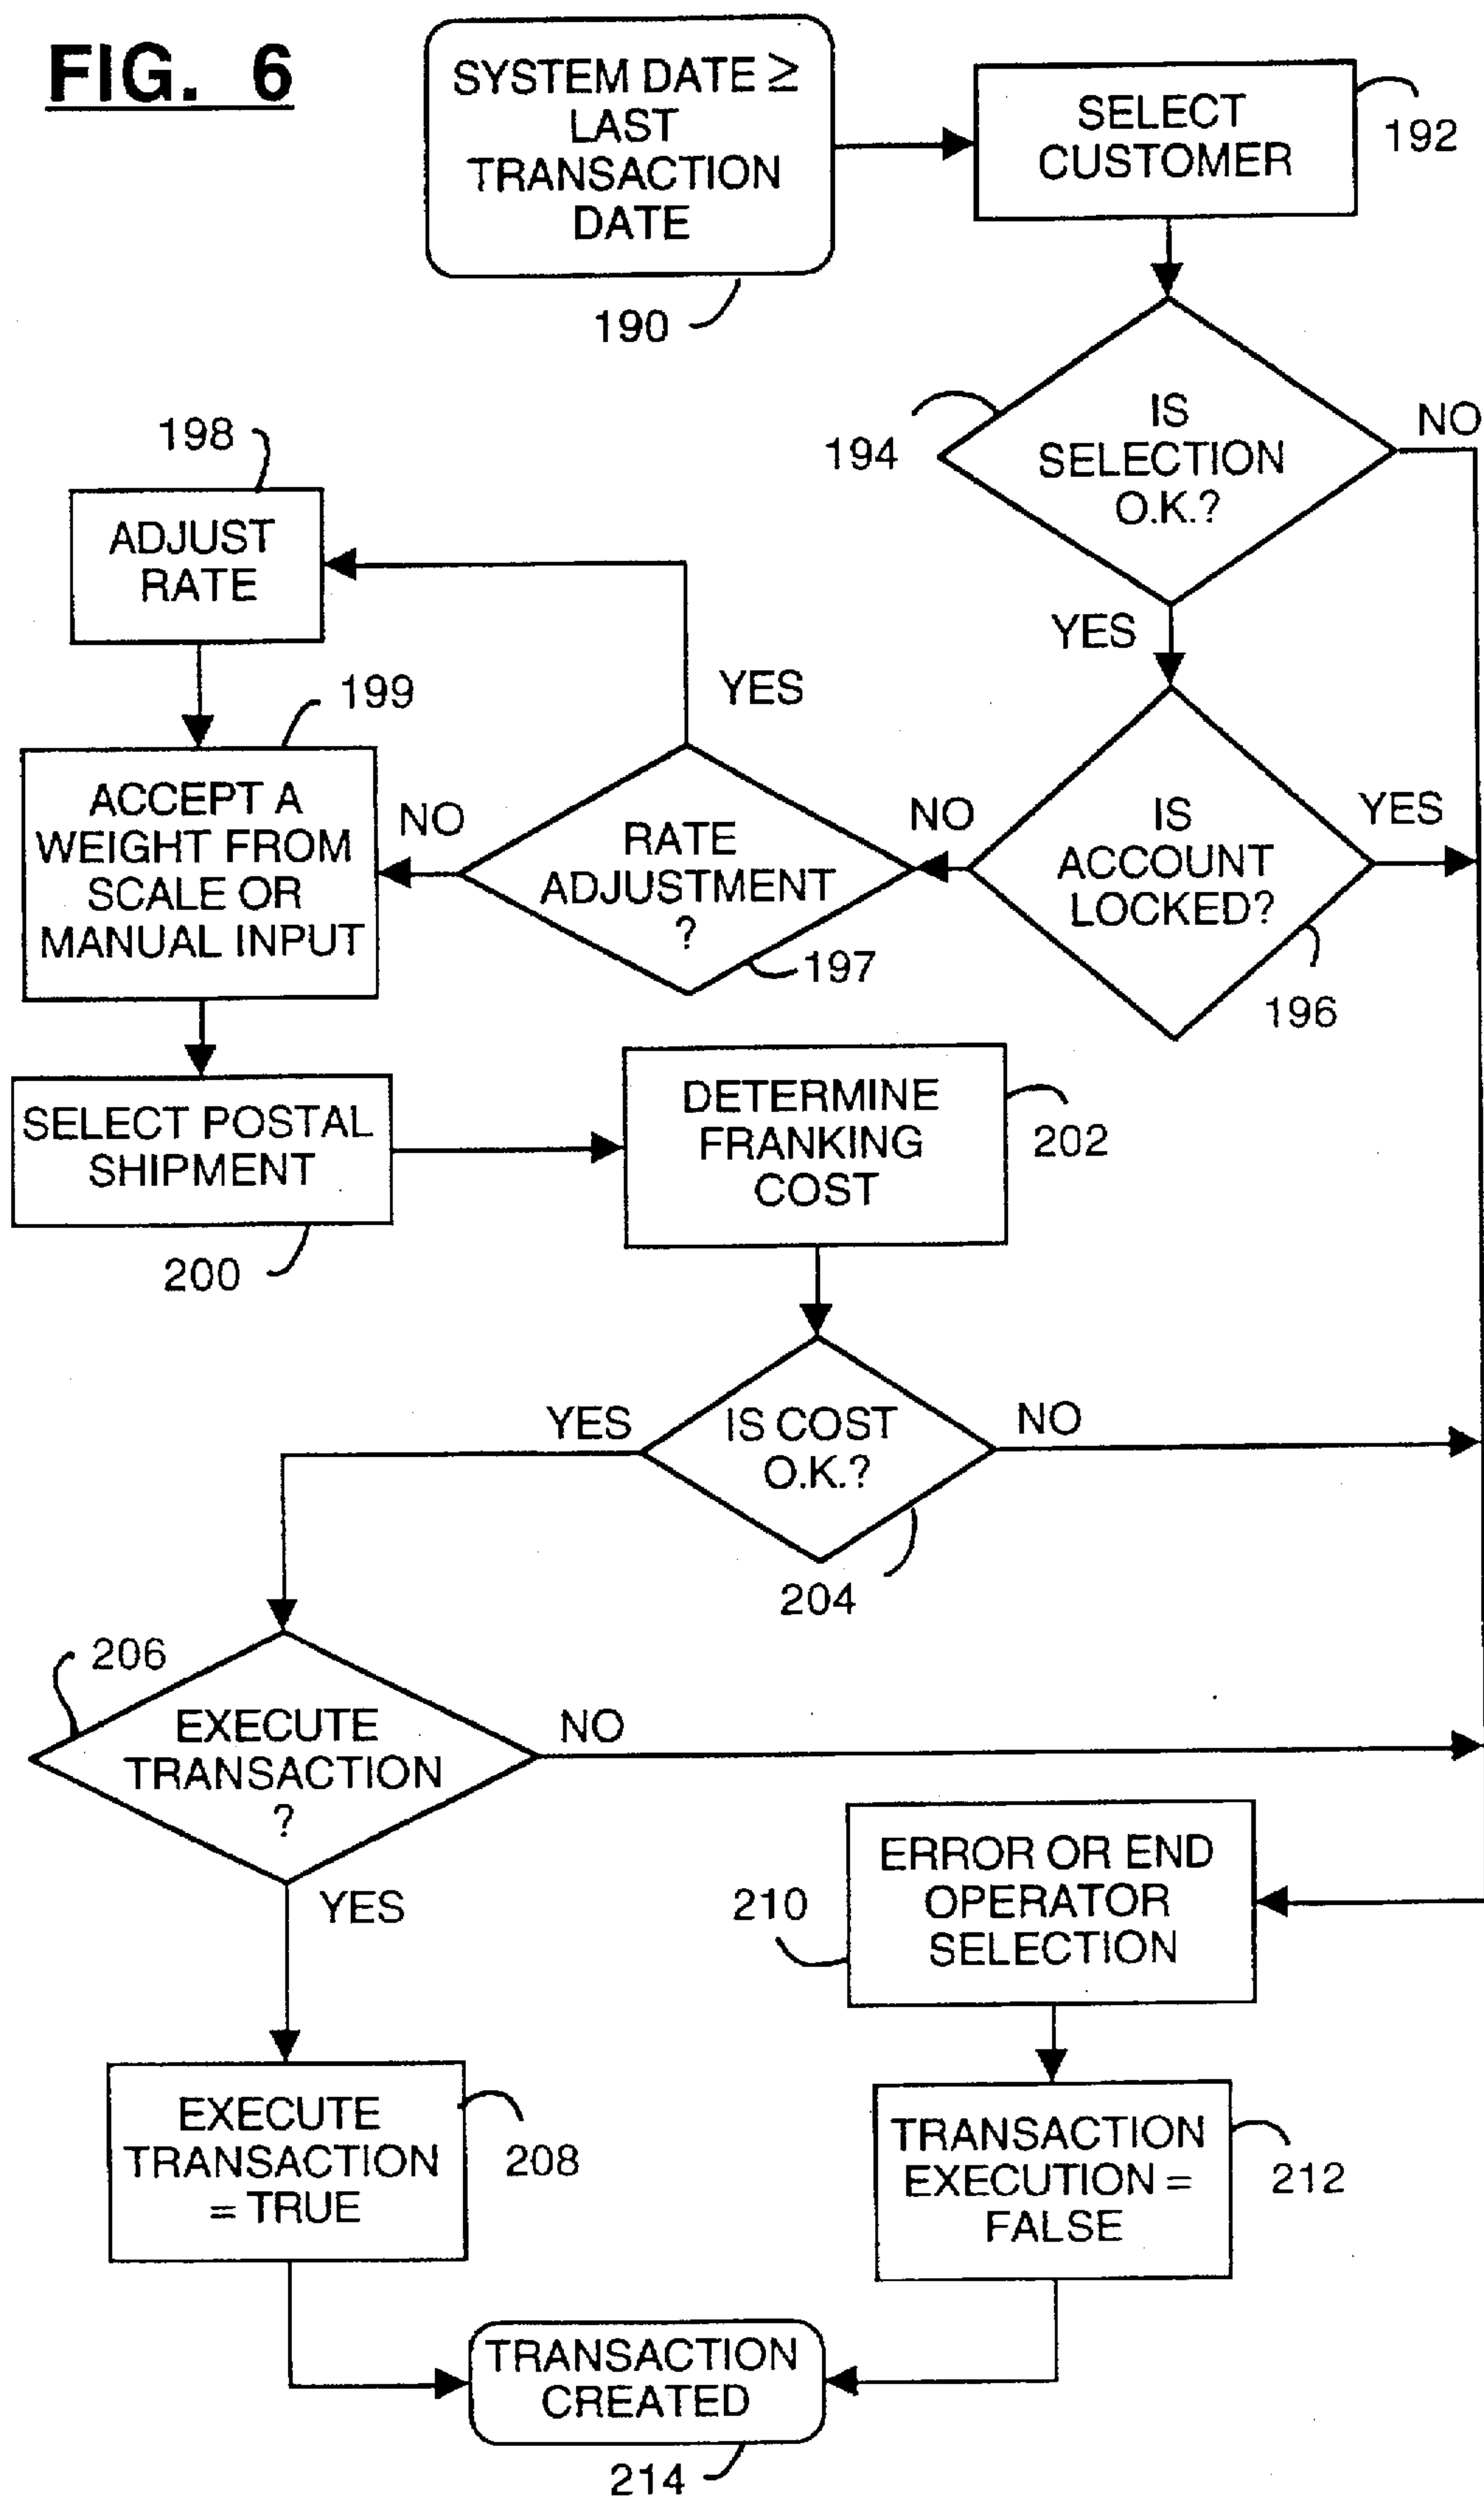 FIG. 6
SYSTEM DATE ≥
LAST
TRANSACTION
DATE
190
SELECT
CUSTOMER
192
IS
SELECTION
O.K.?
194
NO
YES
198
ADJUST
RATE
199
YES
ACCEPT A
WEIGHT FROM
SCALE OR
MANUAL INPUT
NO
RATE
ADJUSTMENT
?
197
NO
IS
ACCOUNT
LOCKED?
YES
196
SELECT POSTAL
SHIPMENT
200
DETERMINE
FRANKING
COST
202
YES
IS COST
O.K.?
NO
204
206
EXECUTE
TRANSACTION
?
NO
YES
210
ERROR OR END
OPERATOR
SELECTION
EXECUTE
TRANSACTION
= TRUE
208
TRANSACTION
EXECUTION =
FALSE
212
TRANSACTION
CREATED
214